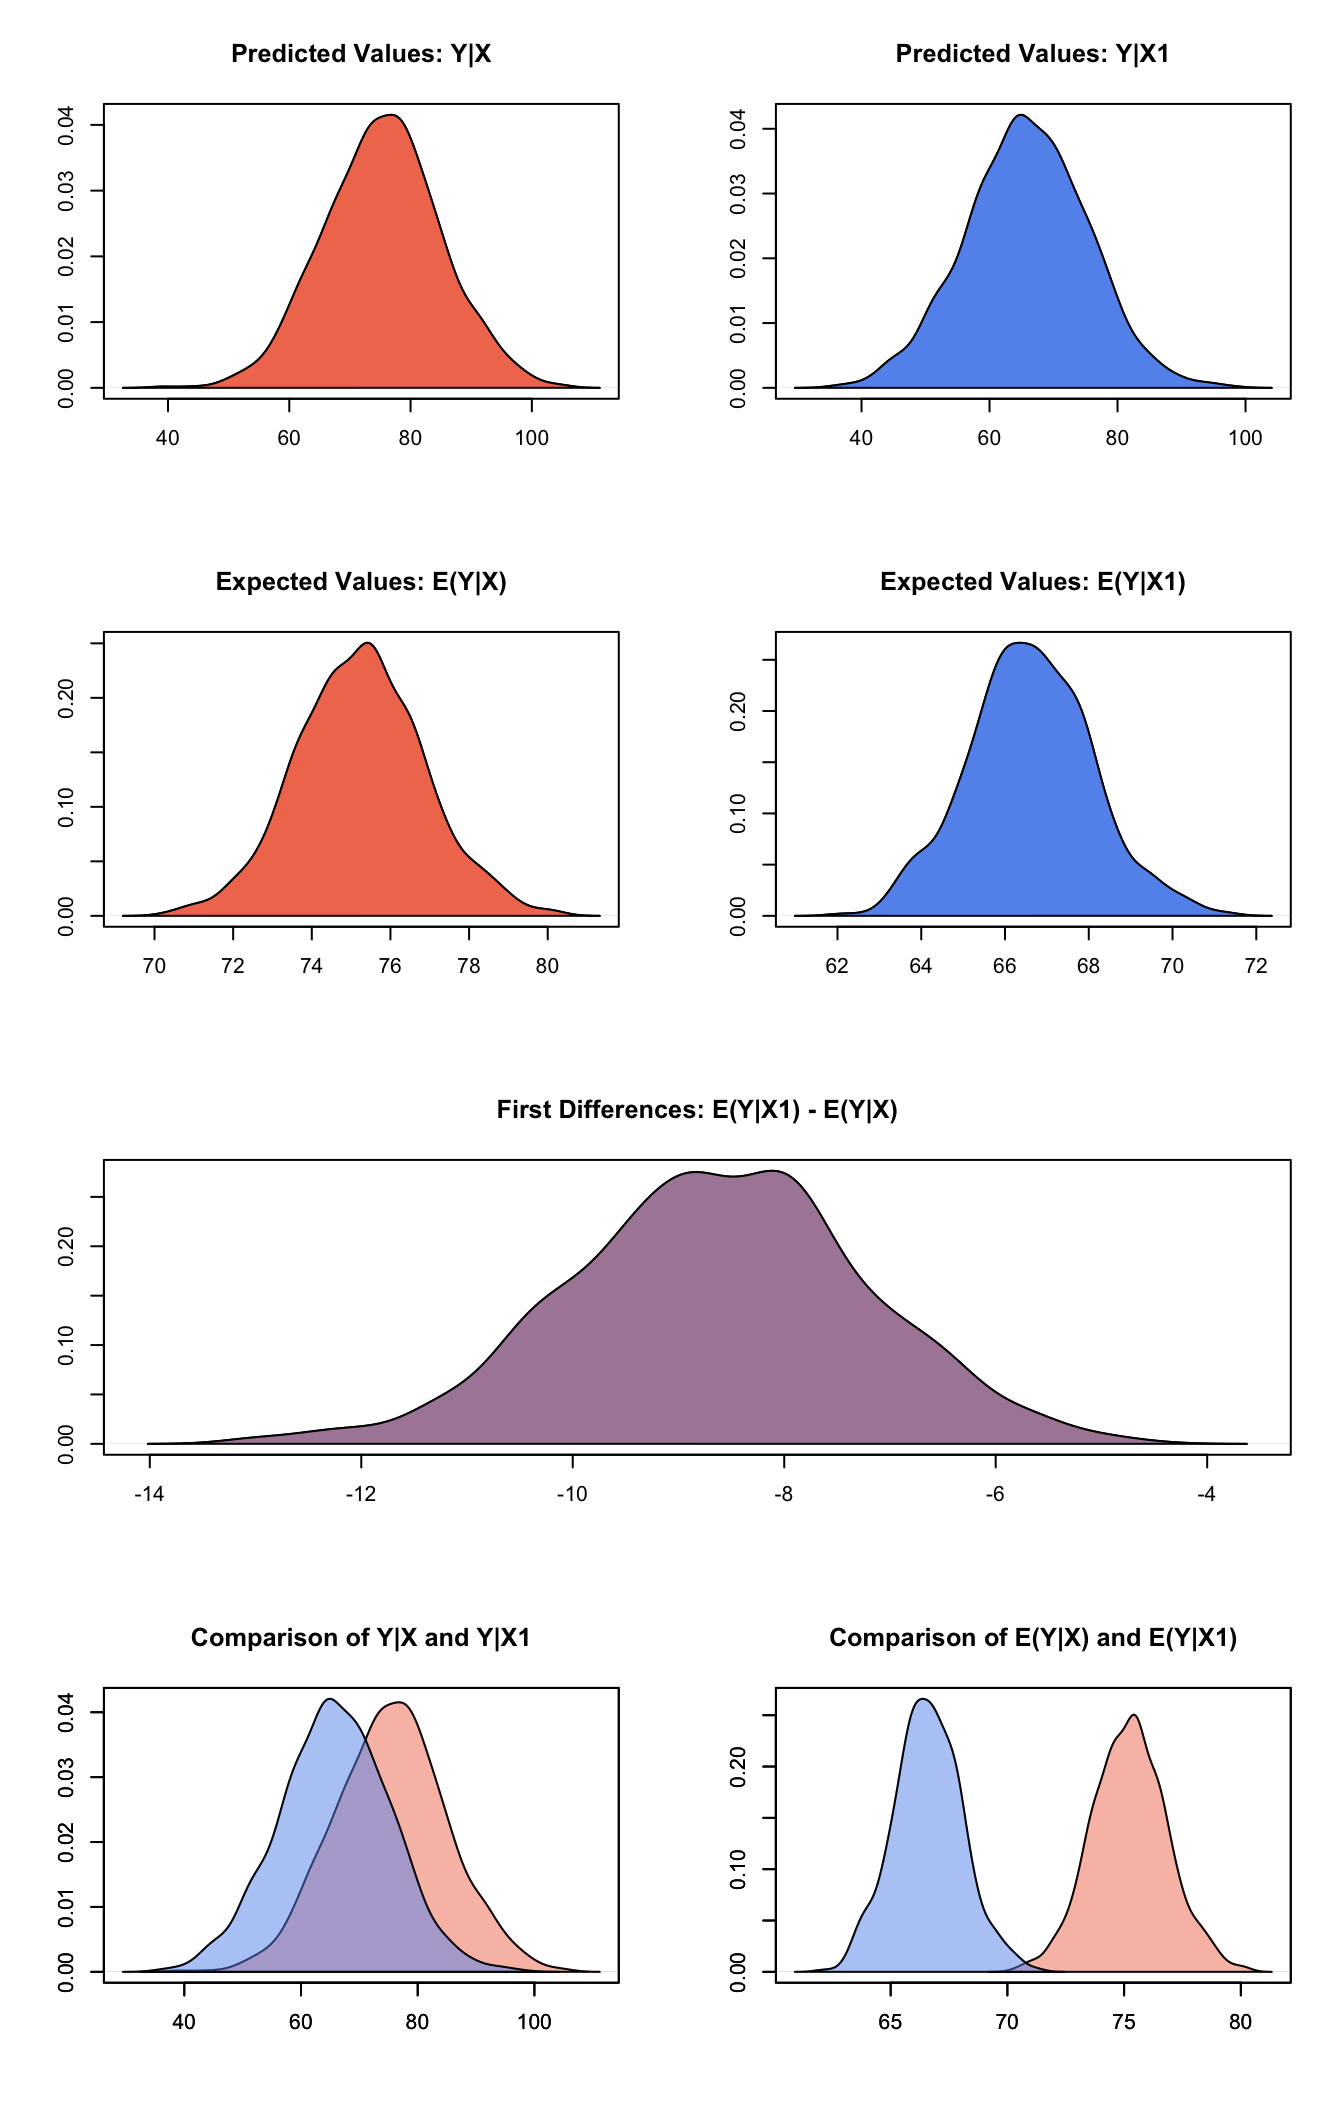 Predicted Values: Y|X
0.00 0.01 0.02 0.03 0.04
40 60 80 100
Predicted Values: Y|X1
0.00 0.01 0.02 0.03 0.04
40 60 80 100
Expected Values: E(Y|X)
0.00 0.10 0.20
70 72 74 76 78 80
Expected Values: E(Y|X1)
0.00 0.10 0.20
62 64 66 68 70 72
First Differences: E(Y|X1) - E(Y|X)
0.00 0.10 0.20
-14 -12 -10 -8 -6 -4
Comparison of Y|X and Y|X1
0.00 0.01 0.02 0.03 0.04
40 60 80 100
Comparison of E(Y|X) and E(Y|X1)
0.00 0.10 0.20
65 70 75 80